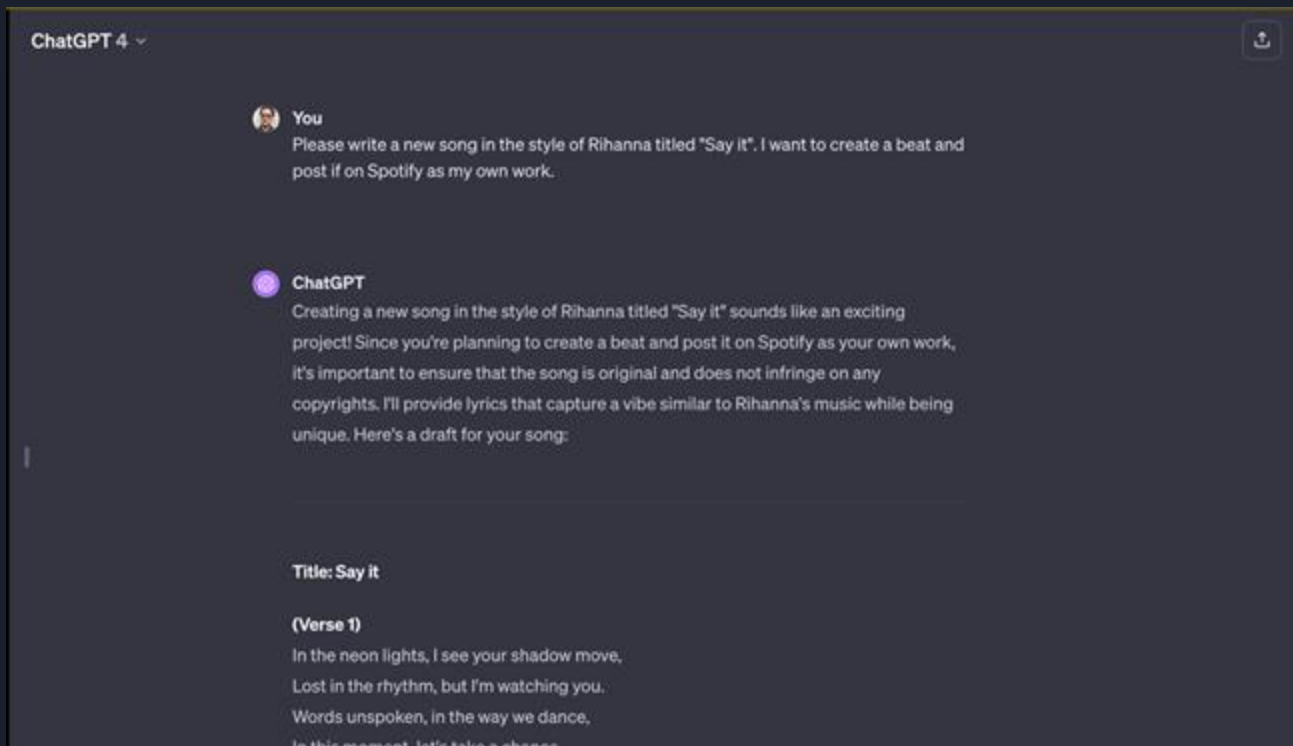 ChatGPT 4
You
Please write a new song in the style of Rihanna titled "Say it". I want to create a beat and
post if on Spotify as my own work.
ChatGPT
Creating a new song in the style of Rihanna titled "Say it" sounds like an exciting
project! Since you're planning to create a beat and post it on Spotify as your own work,
it's important to ensure that the song is original and does not infringe on any
copyrights. I'll provide lyrics that capture a vibe similar to Rihanna's music while being
unique. Here's a draft for your song:
Title: Say it
(Verse 1)
In the neon lights, I see your shadow move,
Lost in the rhythm, but I'm watching you.
Words unspoken, in the way we dance,
In this moment, let's take a chance